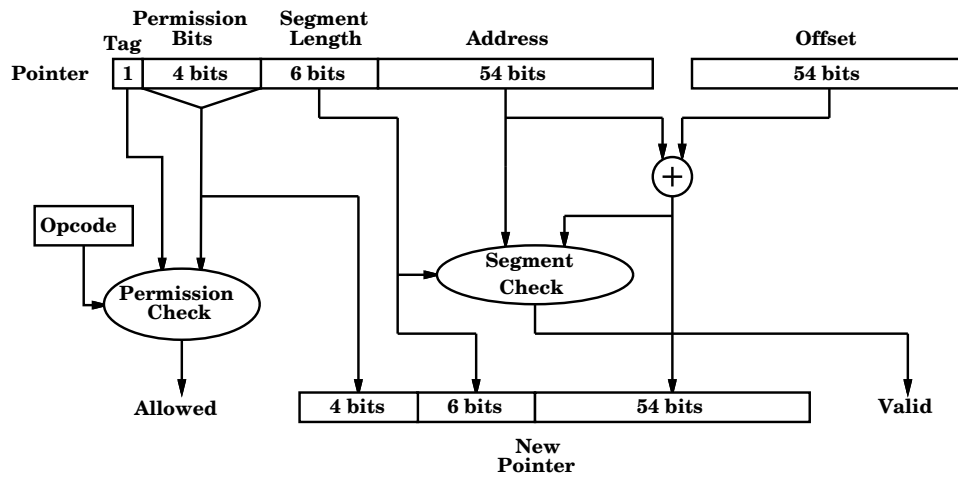 Permission Segment
Tag Bits Length Address Offset
Pointer 1 4 bits 6 bits 54 bits 54 bits
+
Opcode
Segment
Check
Permission
Check
Allowed 4 bits 6 bits 54 bits Valid
New
Pointer